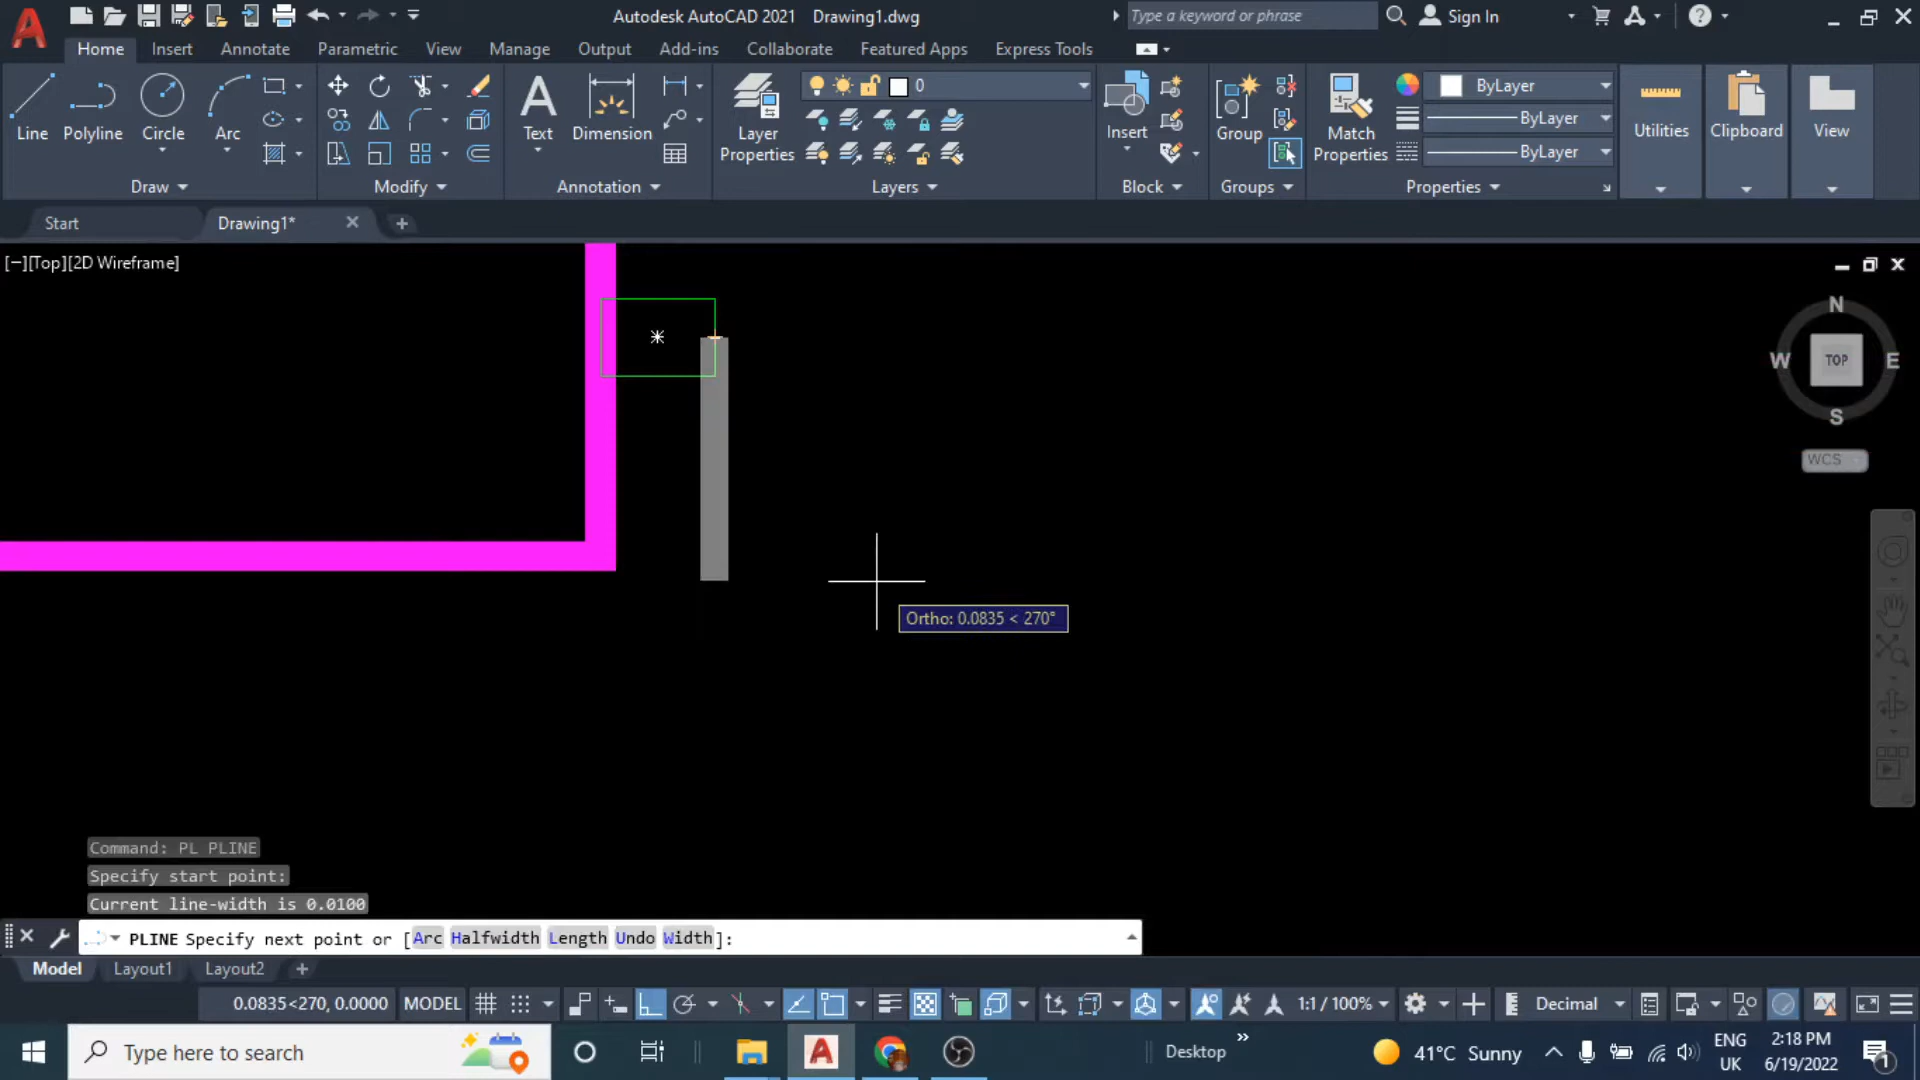 Autodesk AutoCAD 2021 Drawing1.dwg
Type a keyword or phrase
Sign In
Home Insert Annotate Parametric View Manage Output Add-ins Collaborate Featured Apps Express Tools
Line Polyline Circle Arc
Text Dimension
Layer Properties
0
Insert
Group
Match Properties
ByLayer
ByLayer
ByLayer
Utilities Clipboard View
Draw Modify Annotation Layers Block Groups Properties
Start Drawing1*
[−][Top][2D Wireframe]
N
W TOP E
S
WCS
Ortho: 0.0835 < 270°
Command: PL PLINE
Specify start point:
Current line-width is 0.0100
PLINE Specify next point or [Arc Halfwidth Length Undo Width]:
Model Layout1 Layout2
0.0835<270, 0.0000 MODEL 1:1 / 100% Decimal
Type here to search
Desktop
41°C Sunny
ENG
UK
2:18 PM
6/19/2022
1